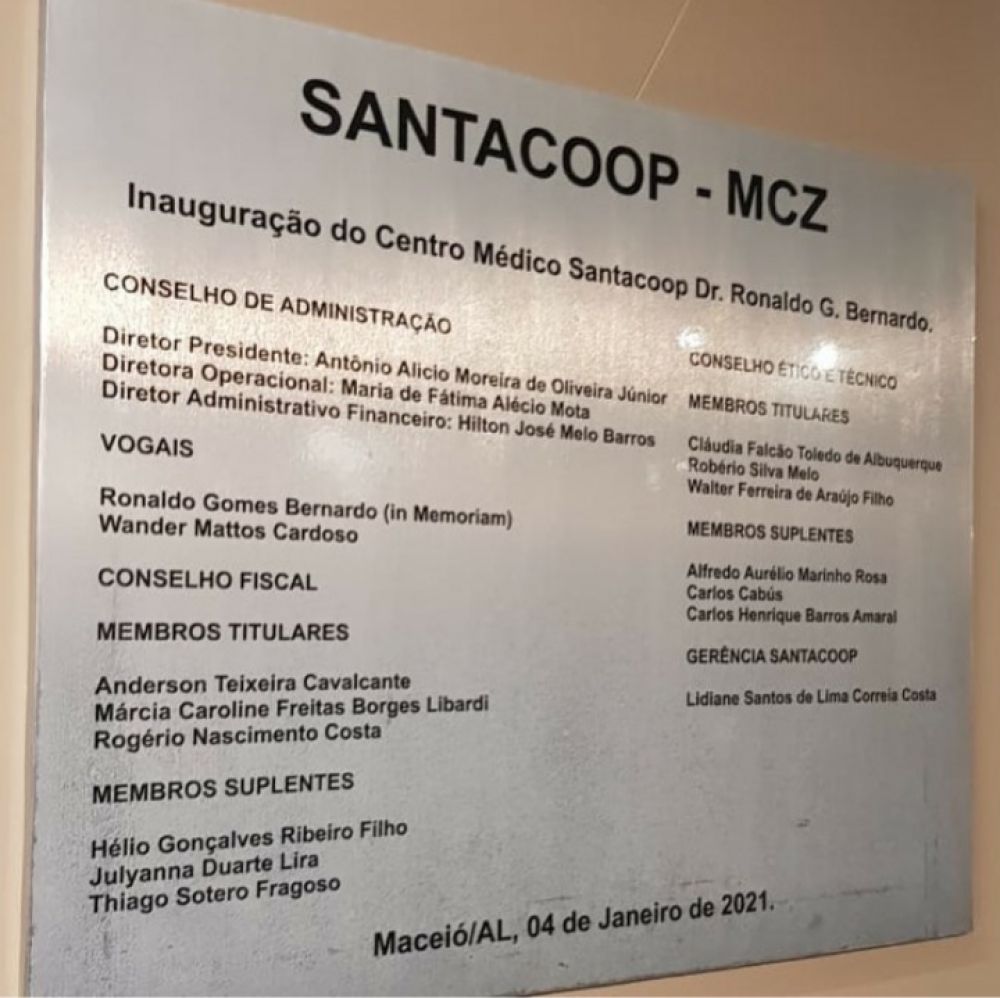 SANTACOOP - MCZ
Inauguração do Centro Médico Santacoop Dr. Ronaldo G. Bernardo.
CONSELHO DE ADMINISTRAÇÃO
Diretor Presidente: Antônio Alicio Moreira de Oliveira Júnior
Diretora Operacional: Maria de Fátima Alécio Mota
Diretor Administrativo Financeiro: Hilton José Melo Barros
VOGAIS
Ronaldo Gomes Bernardo (in Memoriam)
Wander Mattos Cardoso
CONSELHO FISCAL
MEMBROS TITULARES
Anderson Teixeira Cavalcante
Márcia Caroline Freitas Borges Libardi
Rogério Nascimento Costa
MEMBROS SUPLENTES
Hélio Gonçalves Ribeiro Filho
Julyanna Duarte Lira
Thiago Sotero Fragoso
CONSELHO ÉTICO E TÉCNICO
MEMBROS TITULARES
Cláudia Falcão Toledo de Albuquerque
Robério Silva Melo
Walter Ferreira de Araújo Filho
MEMBROS SUPLENTES
Alfredo Aurélio Marinho Rosa
Carlos Cabús
Carlos Henrique Barros Amaral
GERÊNCIA SANTACOOP
Lidiane Santos de Lima Correia Costa
Maceió/AL, 04 de Janeiro de 2021.